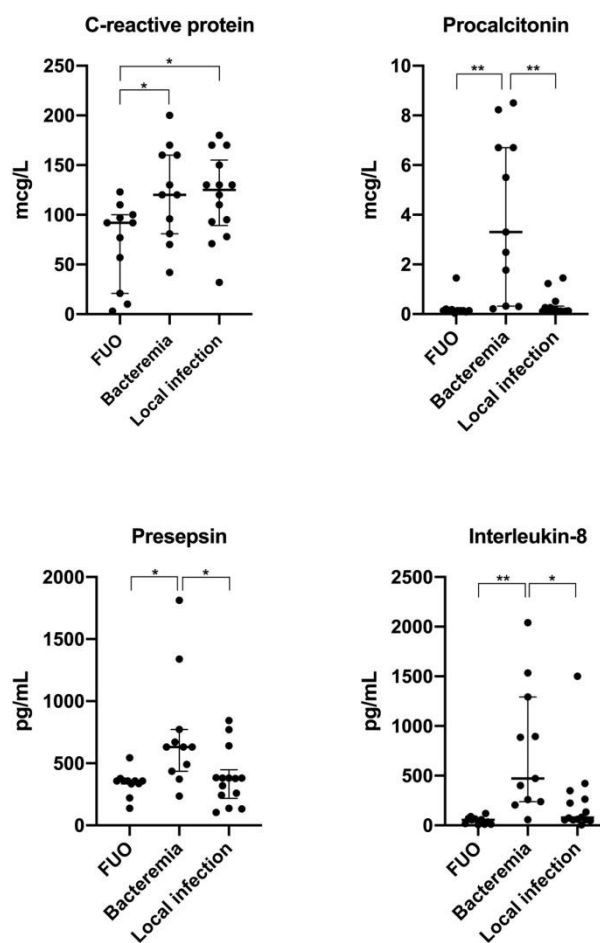 C-reactive protein
*
*
250
200
150
100
50
0
mcg/L
FUO
Bacteremia
Local infection
Procalcitonin
** **
10
8
6
4
2
0
mcg/L
FUO
Bacteremia
Local infection
Presepsin
* *
2000
1500
1000
500
0
pg/mL
FUO
Bacteremia
Local infection
Interleukin-8
** *
2500
2000
1500
1000
500
0
pg/mL
FUO
Bacteremia
Local infection